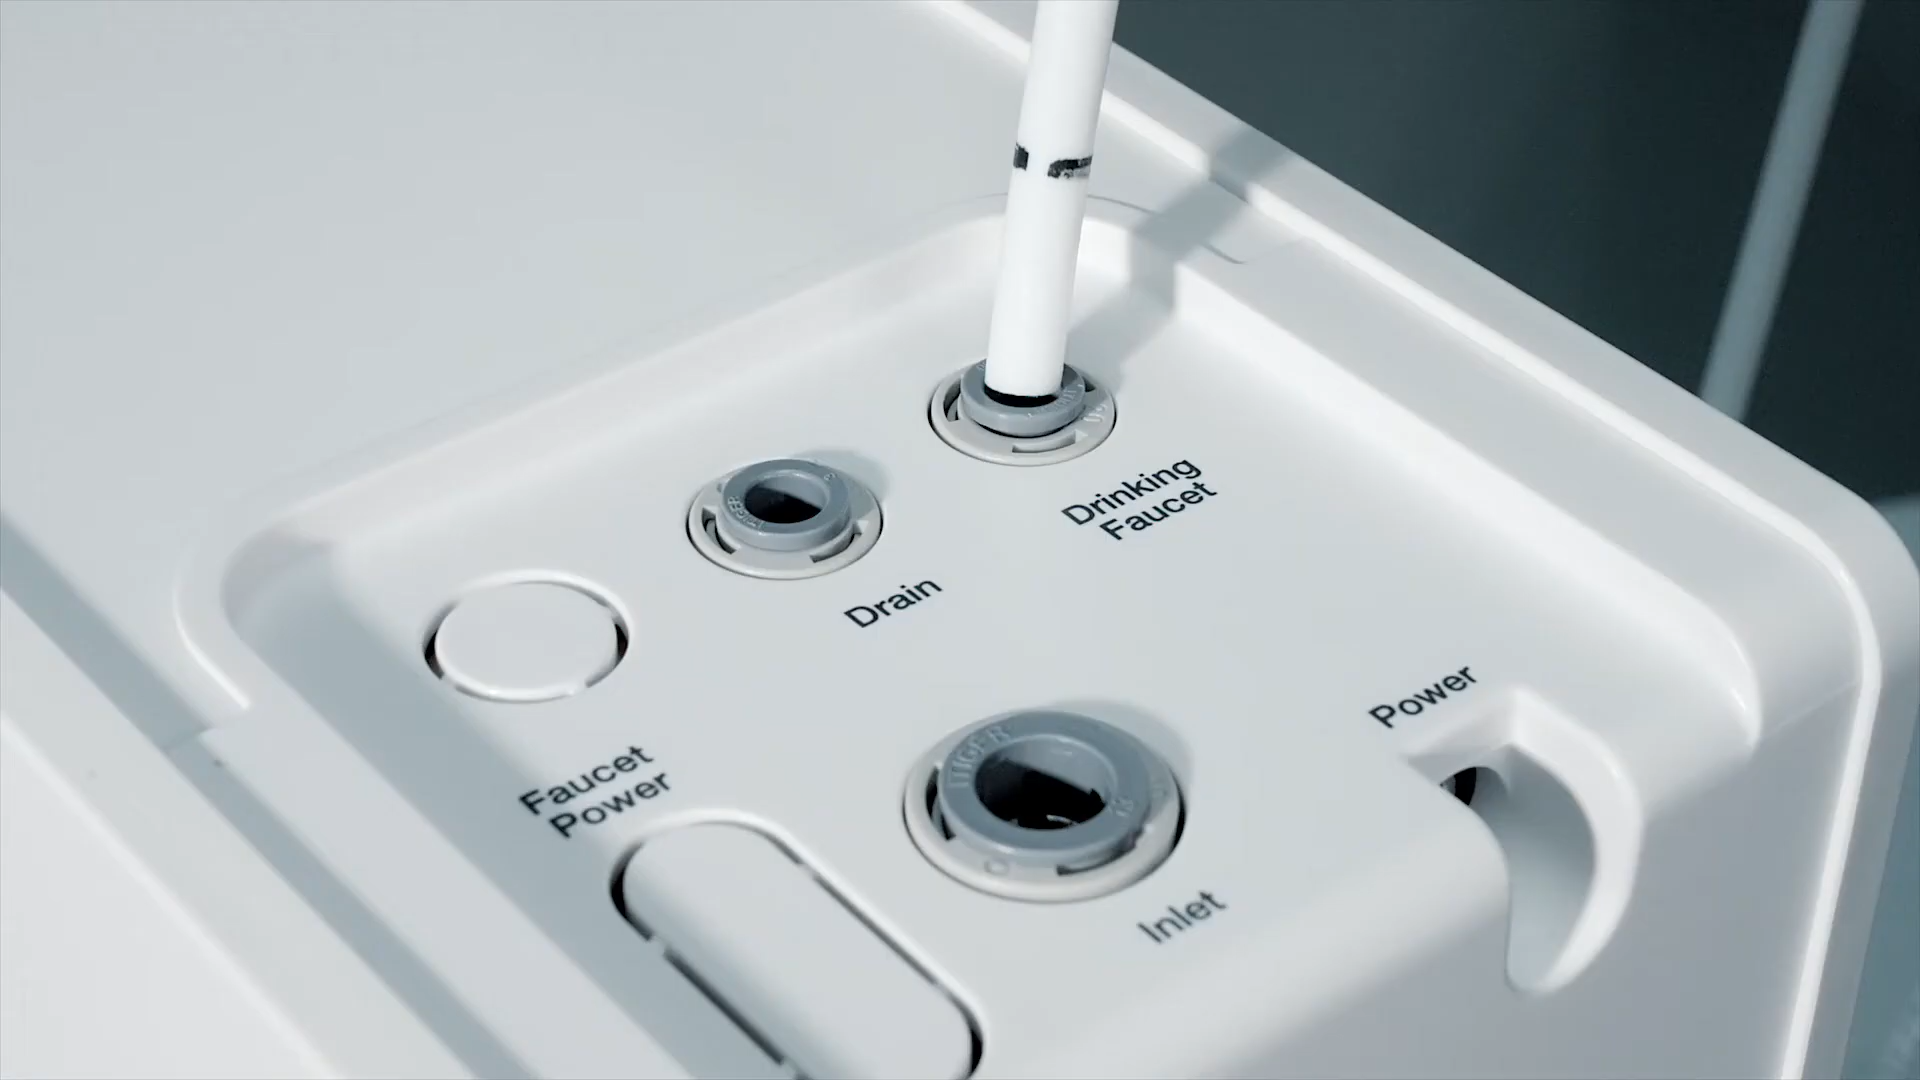 Drinking
Faucet
Drain
Power
Faucet
Power
Inlet